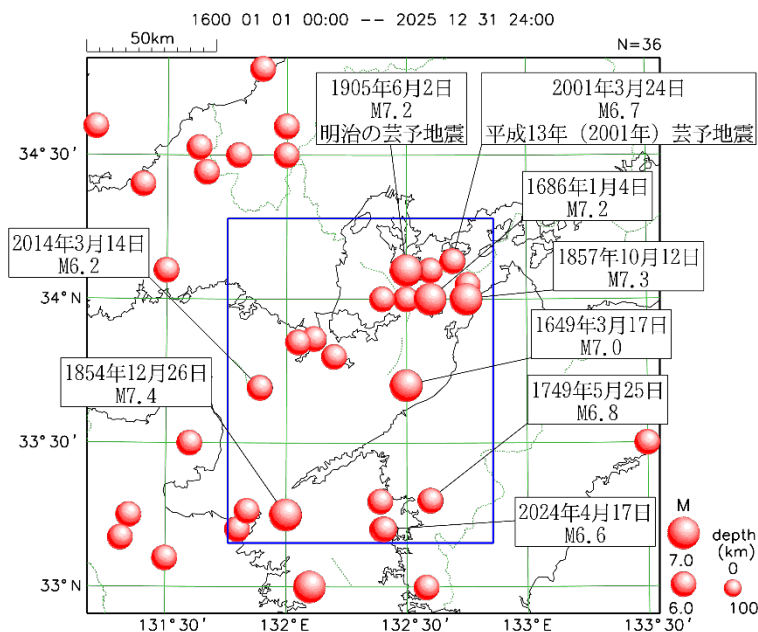 1600 01 01 00:00 -- 2025 12 31 24:00
50km
N=36
1905年6月2日
M7.2
明治の芸予地震
2001年3月24日
M6.7
平成13年（2001年）芸予地震
34°30'
1686年1月4日
M7.2
2014年3月14日
M6.2
1857年10月12日
M7.3
34°N
1649年3月17日
M7.0
1854年12月26日
M7.4
1749年5月25日
M6.8
33°30'
2024年4月17日
M6.6
M
7.0
6.0
depth
(km)
0
100
33°N
131°30'
132°E
132°30'
133°E
133°30'